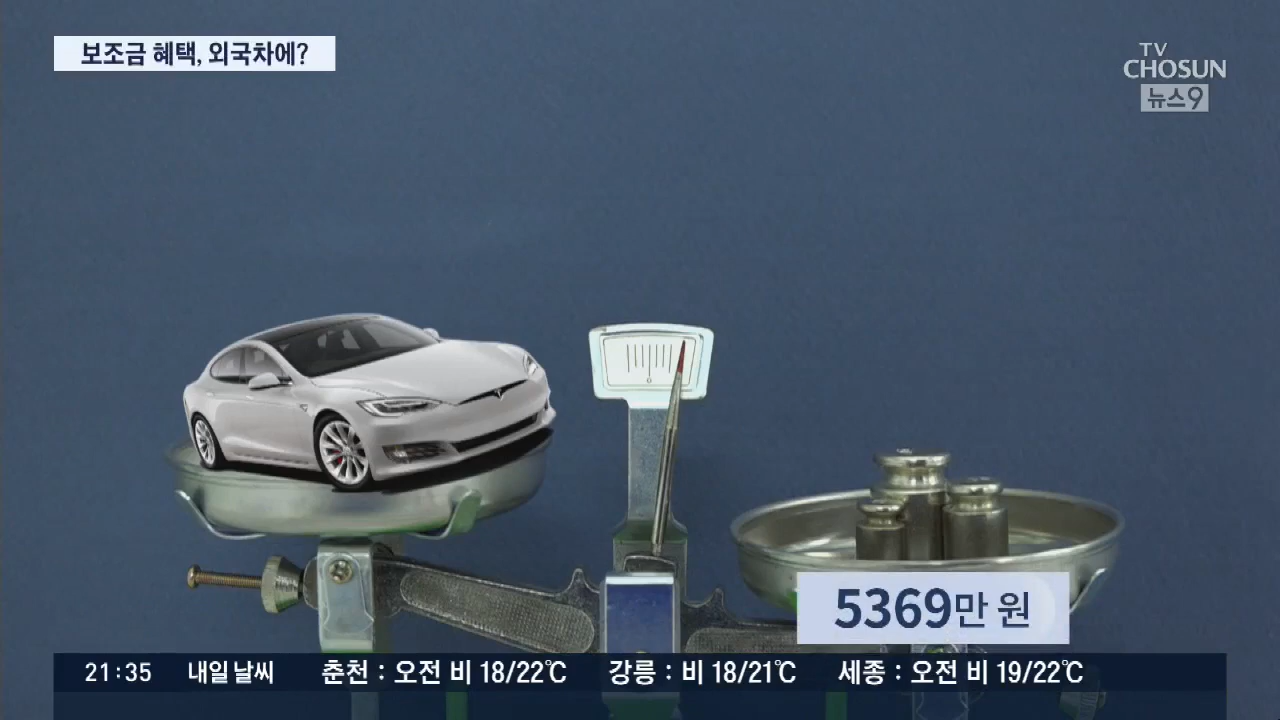 보조금 혜택, 외국차에?
TV
CHOSUN
뉴스9
0
5369만 원
21:35 내일 날씨 춘천 : 오전 비 18/22℃ 강릉 : 비 18/21℃ 세종 : 오전 비 19/22℃